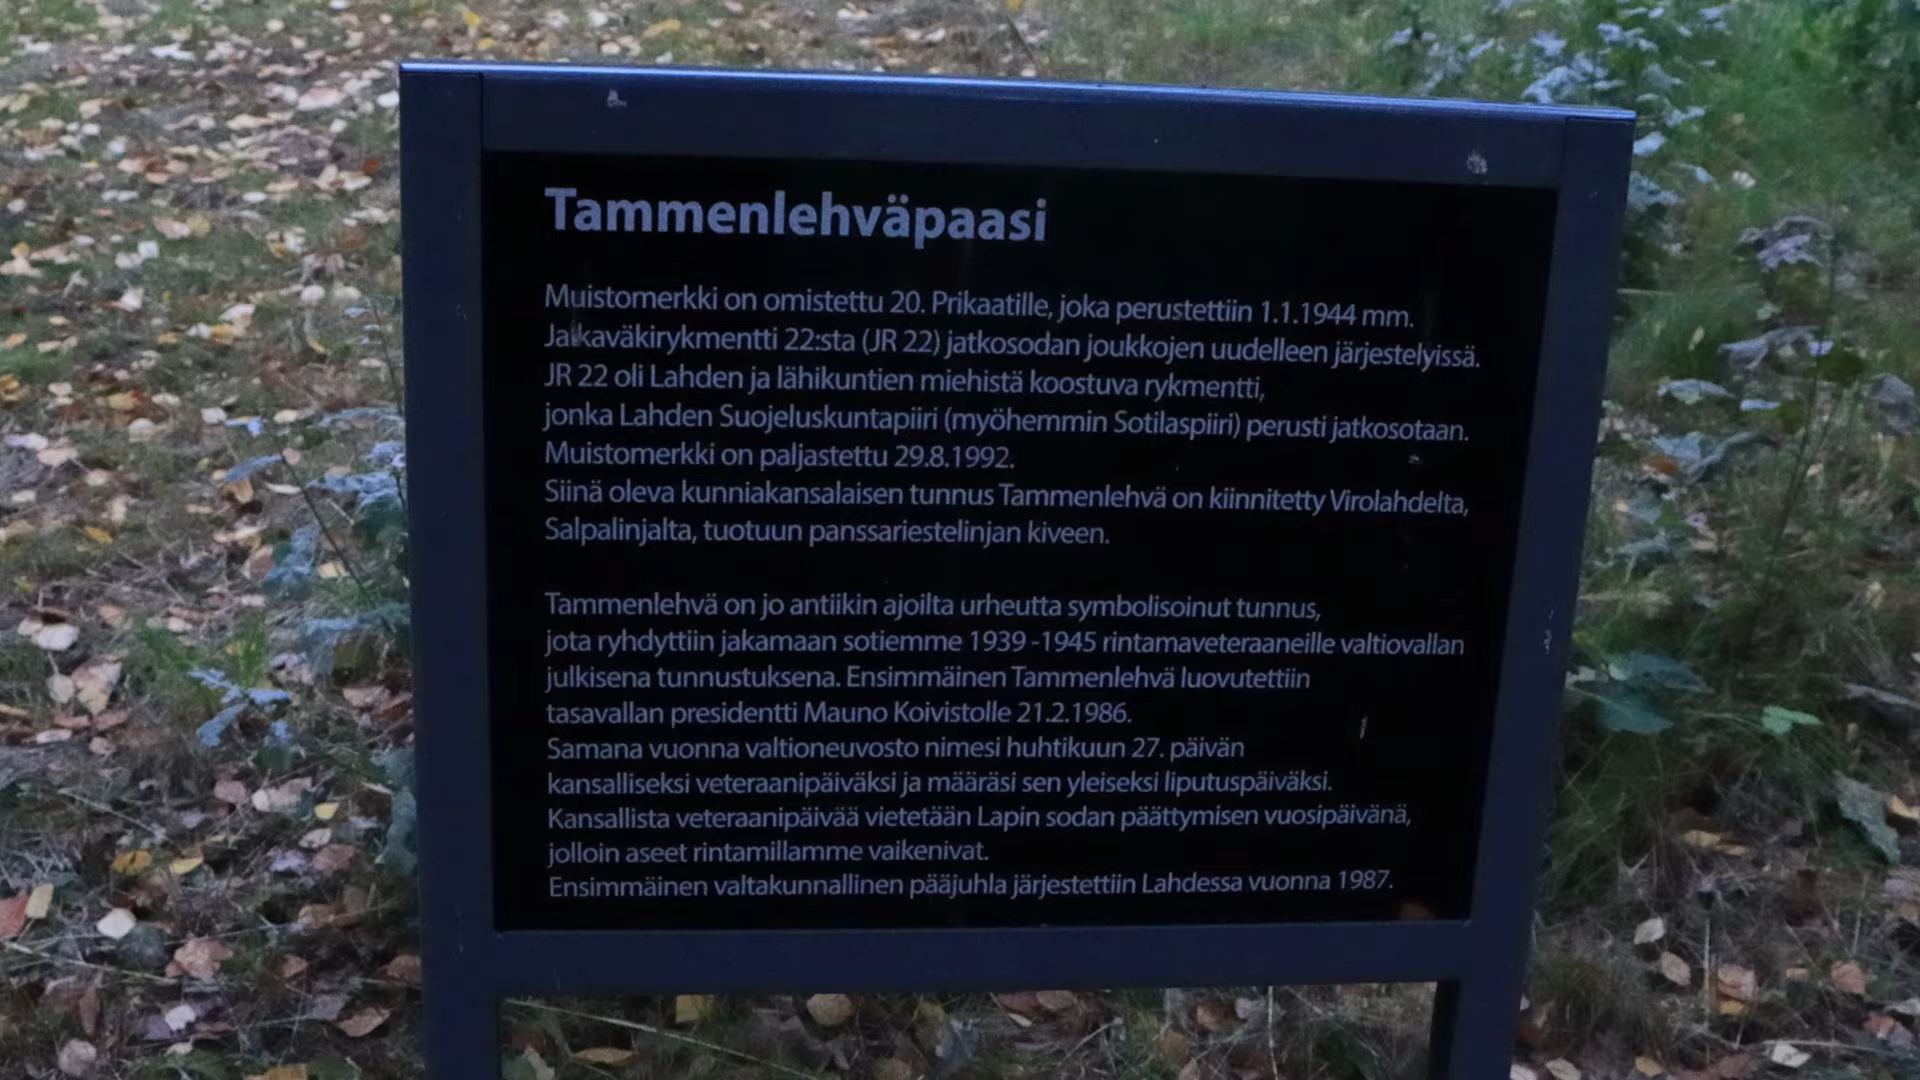 Tammenlehväpaasi
Muistomerkki on omistettu 20. Prikaatille, joka perustettiin 1.1.1944 mm.
Jalkaväkirykmentti 22:sta (JR 22) jatkosodan joukkojen uudelleen järjestelyissä.
JR 22 oli Lahden ja lähikuntien miehistä koostuva rykmentti,
jonka Lahden Suojeluskuntapiiri (myöhemmin Sotilaspiiri) perusti jatkosotaan.
Muistomerkki on paljastettu 29.8.1992.
Siinä oleva kunniakansalaisen tunnus Tammenlehvä on kiinnitetty Virolahdelta,
Salpalinjalta, tuotuun panssariestelinjan kiveen.
Tammenlehvä on jo antiikin ajoilta urheutta symbolisoinut tunnus,
jota ryhdyttiin jakamaan sotiemme 1939 -1945 rintamaveteraaneille valtiovallan
julkisena tunnustuksena. Ensimmäinen Tammenlehvä luovutettiin
tasavallan presidentti Mauno Koivistolle 21.2.1986.
Samana vuonna valtioneuvosto nimesi huhtikuun 27. päivän
kansalliseksi veteraanipäiväksi ja määräsi sen yleiseksi liputuspäiväksi.
Kansallista veteraanipäivää vietetään Lapin sodan päättymisen vuosipäivänä,
jolloin aseet rintamillamme vaikenivat.
Ensimmäinen valtakunnallinen pääjuhla järjestettiin Lahdessa vuonna 1987.